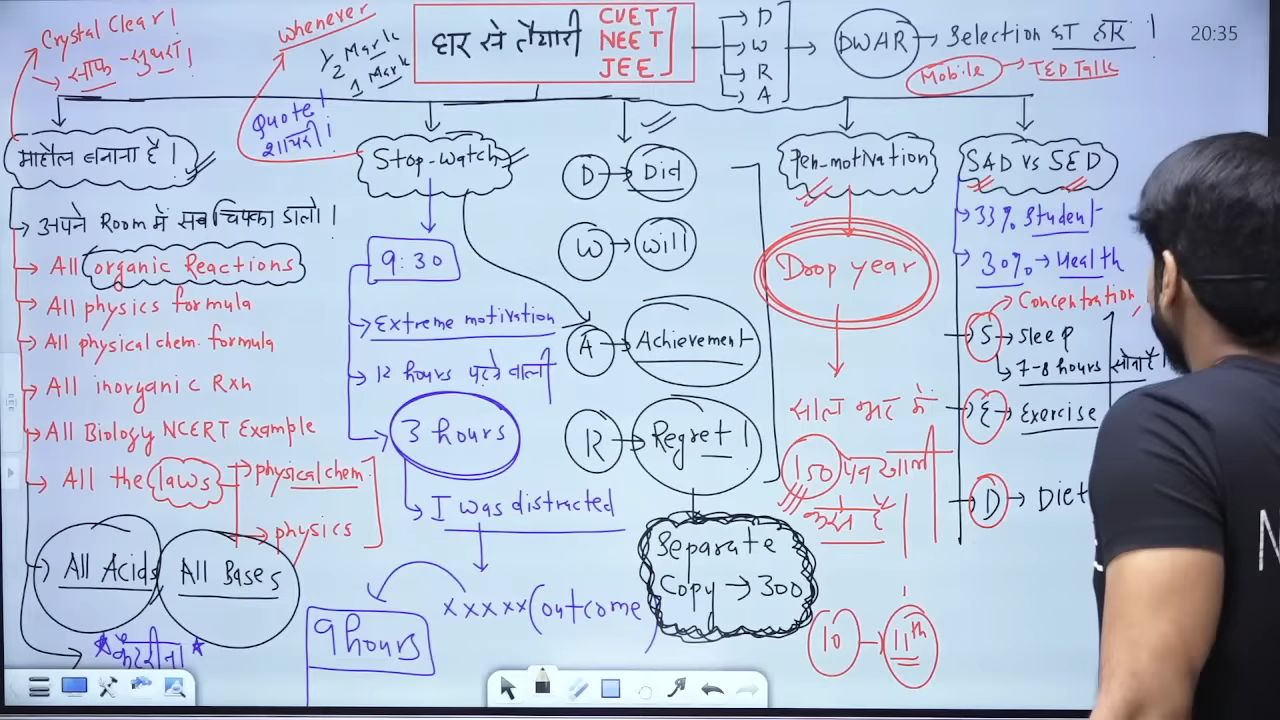 Crystal Clear!
साफ-सुथरा!
whenever
1/2 Mark
1 Mark
Quote!
शायरी!
घर से तैयारी
CUET
NEET
JEE
D
W
R
A
DWAR → Selection का द्वार !
Mobile → TED Talk
20:35
माहौल बनाना है।
→ अपने Room में सब चिपका डालो।
→ All organic Reactions
→ All physics formula
→ All physical chem. formula
→ All inorganic Rxn
→ All Biology NCERT Example
→ All the laws → physical chem.
→ physics
→ All Acids All Bases
→ *कैटरीना*
Stop-watch
9:30
→ Extreme motivation
→ 12 hours पढ़ने वाली
→ 3 hours
→ I was distracted
xxxxx (outcome)
9 hours
D → Did
W → Will
A → Achievement
R → Regret !
Separate
Copy → 300
Pen-motivation
Drop year
साल भर में
150 पेन खाली
करना है
10 → 11th
SAD vs SED
→ 33% Student
→ 30% → Health
Concentration
S → Sleep
→ 7-8 hours सोना है!
E → Exercise
D → Diet
N